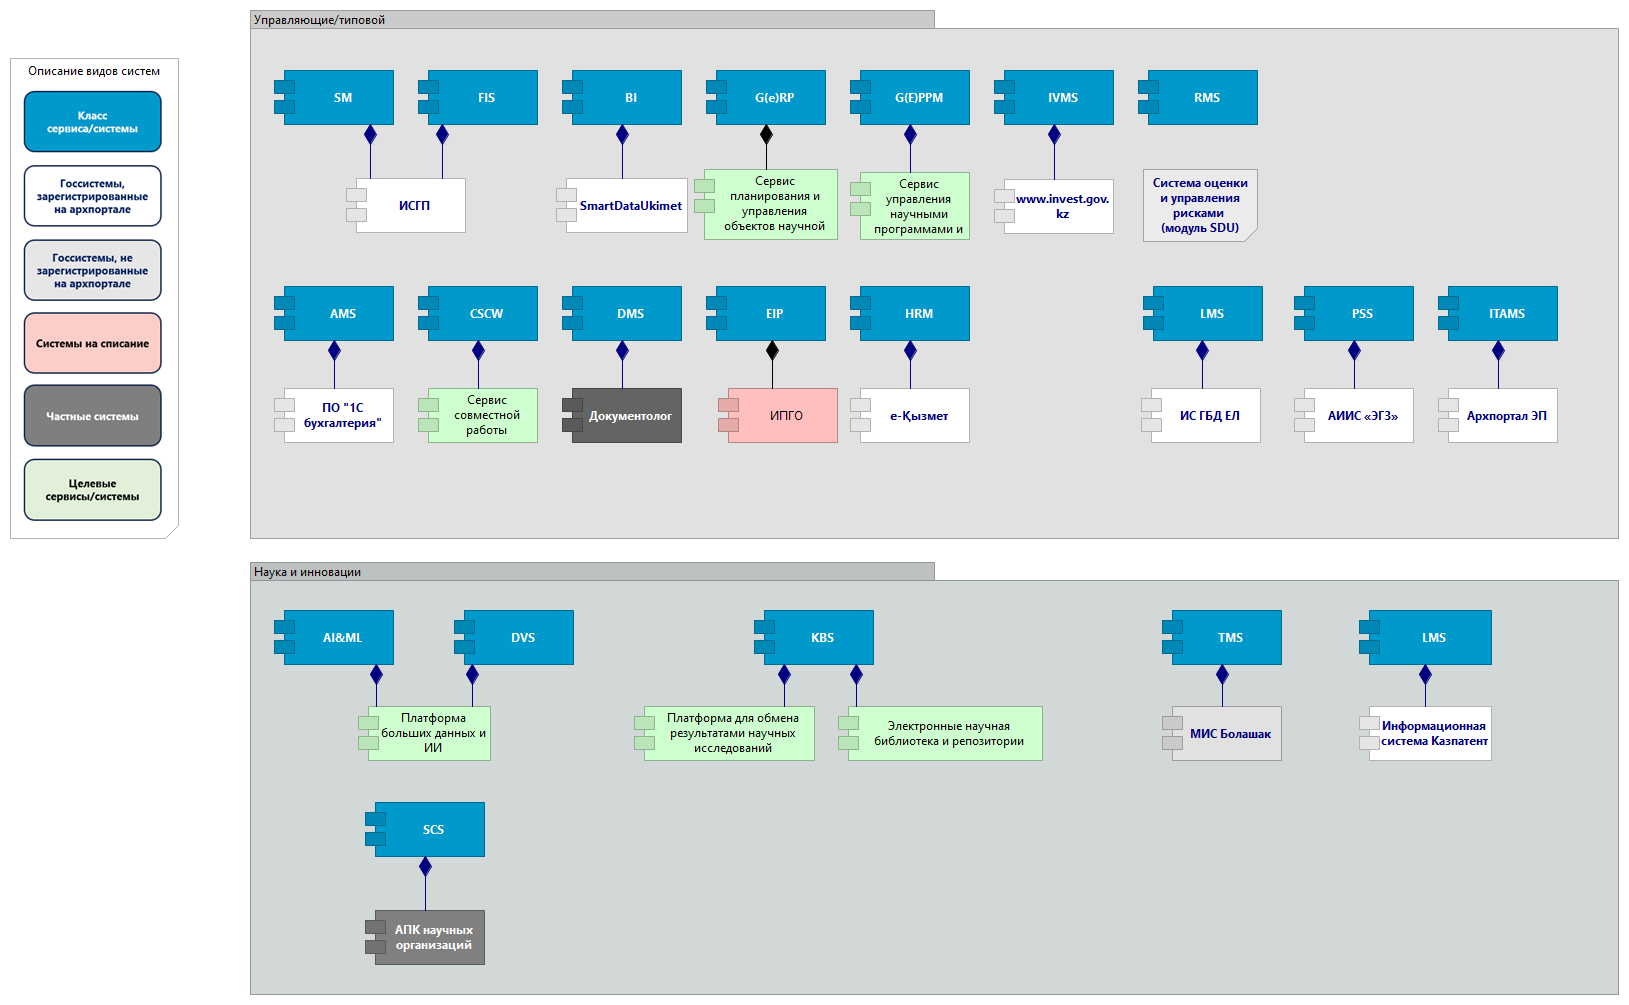 Управляющие/типовой
Описание видов систем
Класс
сервиса/системы
Госсистемы,
зарегистрированные
на архпортале
Госсистемы, не
зарегистрированные
на архпортале
Системы на списание
Частные системы
Целевые
сервисы/системы
SM
FIS
BI
G(e)RP
G(E)PPM
IVMS
RMS
ИСГП
SmartDataUkimet
Сервис
планирования и
управления
объектов научной
Сервис
управления
научными
программами и
www.invest.gov.
kz
Система оценки
и управления
рисками
(модуль SDU)
AMS
CSCW
DMS
EIP
HRM
LMS
PSS
ITAMS
ПО "1С
бухгалтерия"
Сервис
совместной
работы
Документолог
ИПГО
е-Қызмет
ИС ГБД ЕЛ
АИИС «ЭГЗ»
Архпортал ЭП
Наука и инновации
AI&ML
DVS
KBS
TMS
LMS
Платформа
больших данных и
ИИ
Платформа для обмена
результатами научных
исследований
Электронные научная
библиотека и репозитории
МИС Болашак
Информационная
система Казпатент
SCS
АПК научных
организаций